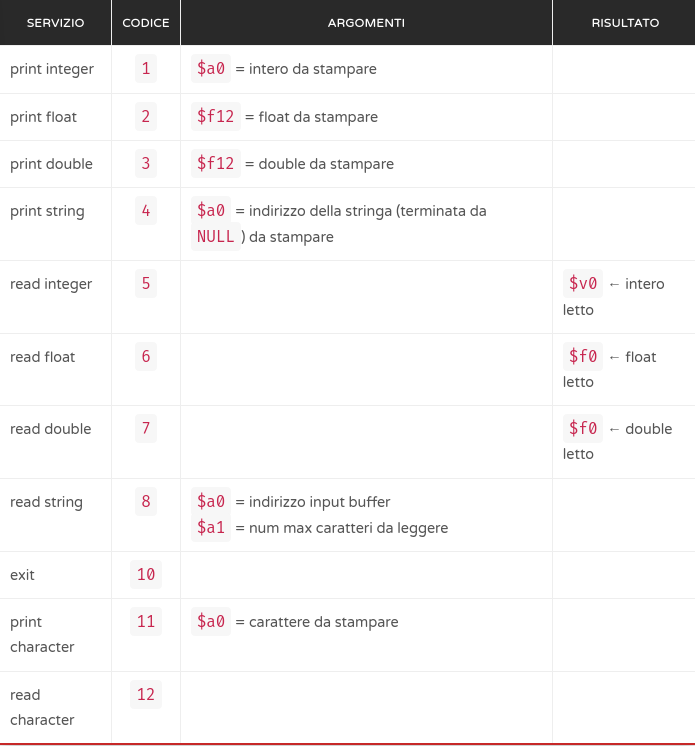 SERVIZIO CODICE ARGOMENTI RISULTATO
print integer 1 $a0 = intero da stampare
print float 2 $f12 = float da stampare
print double 3 $f12 = double da stampare
print string 4 $a0 = indirizzo della stringa (terminata da
NULL ) da stampare
read integer 5 $v0 ← intero
letto
read float 6 $f0 ← float
letto
read double 7 $f0 ← double
letto
read string 8 $a0 = indirizzo input buffer
$a1 = num max caratteri da leggere
exit 10
print 11 $a0 = carattere da stampare
character
read 12
character